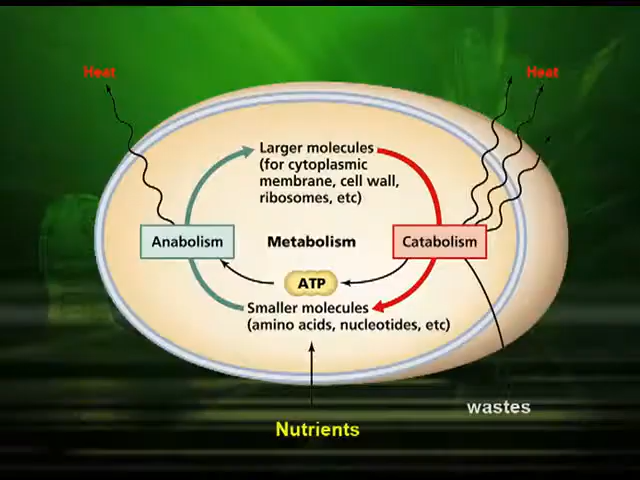 Heat
Heat
Larger molecules
(for cytoplasmic
membrane, cell wall,
ribosomes, etc)
Anabolism
Metabolism
Catabolism
ATP
Smaller molecules
(amino acids, nucleotides, etc)
wastes
Nutrients